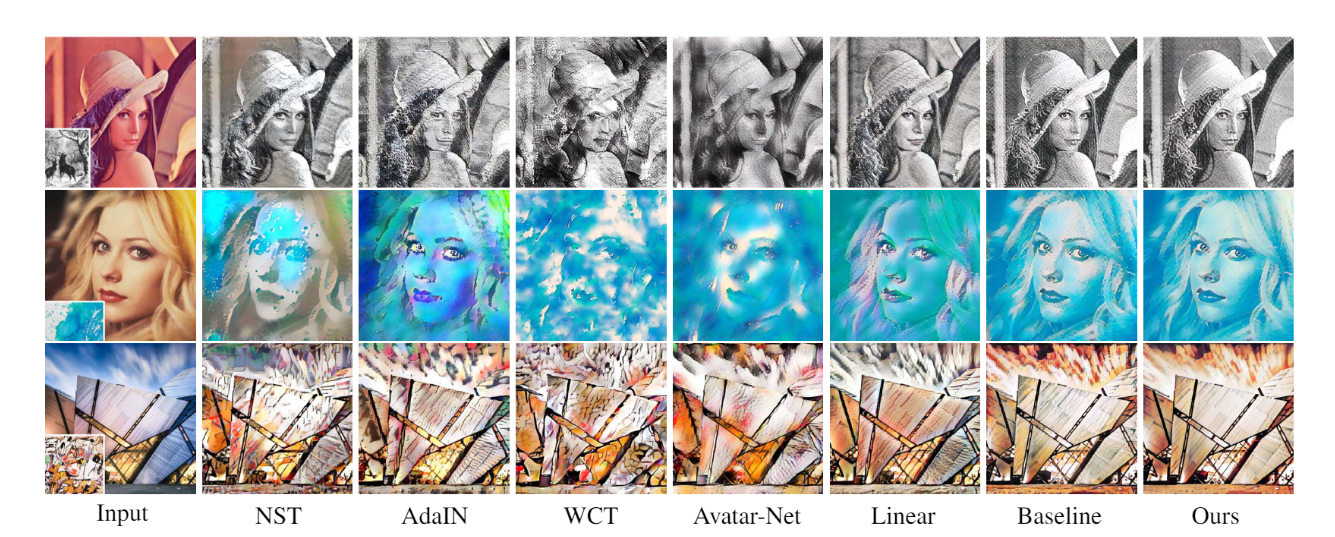 Input NST AdaIN WCT Avatar-Net Linear Baseline Ours